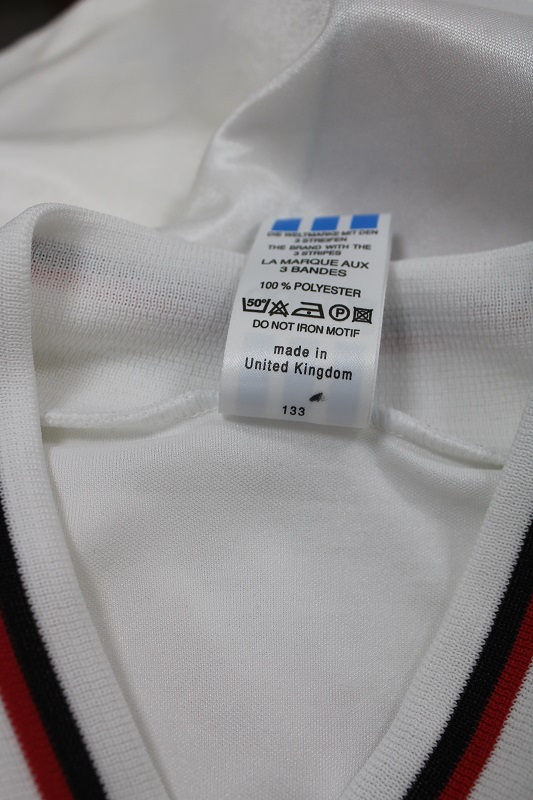 DIE WELTMARKE MIT DEN
3 STREIFEN
THE BRAND WITH THE
3 STRIPES
LA MARQUE AUX
3 BANDES
100 % POLYESTER
50° P
DO NOT IRON MOTIF
made in
United Kingdom
133